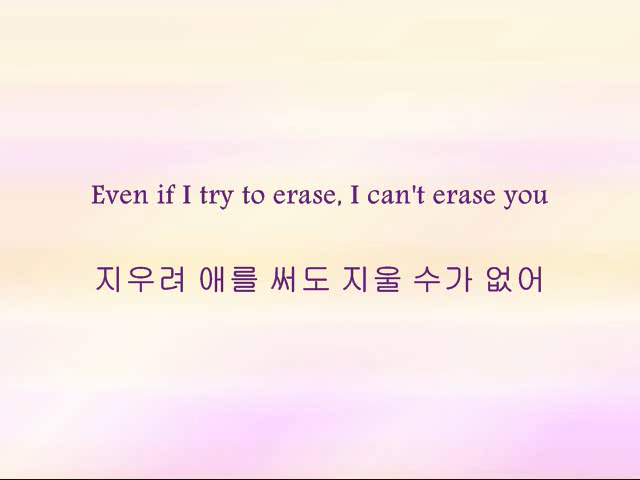 Even if I try to erase, I can't erase you
지우려 애를 써도 지울 수가 없어